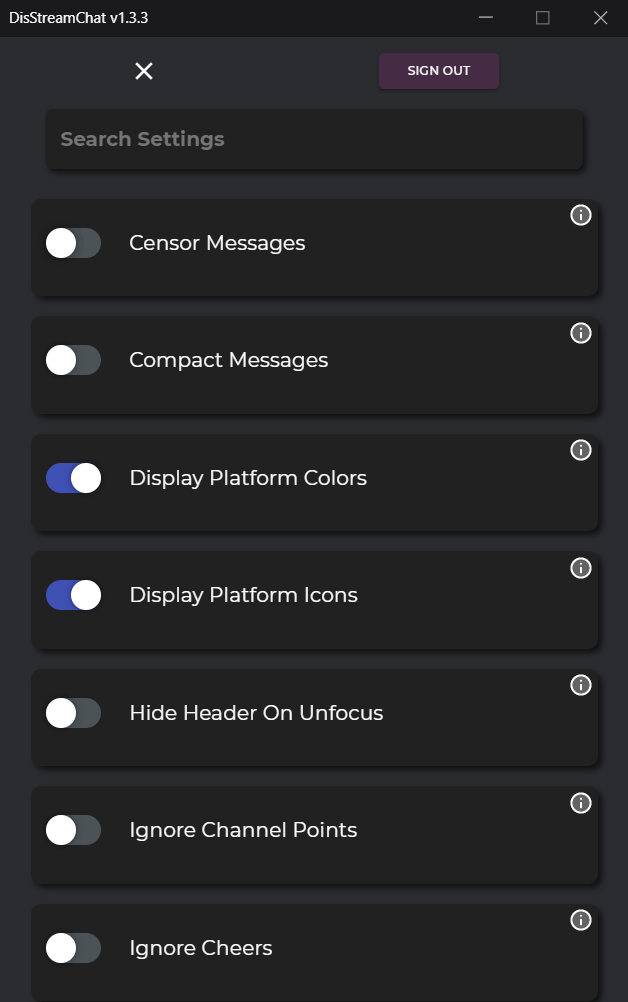 DisStreamChat v1.3.3
SIGN OUT
Search Settings
Censor Messages
Compact Messages
Display Platform Colors
Display Platform Icons
Hide Header On Unfocus
Ignore Channel Points
Ignore Cheers